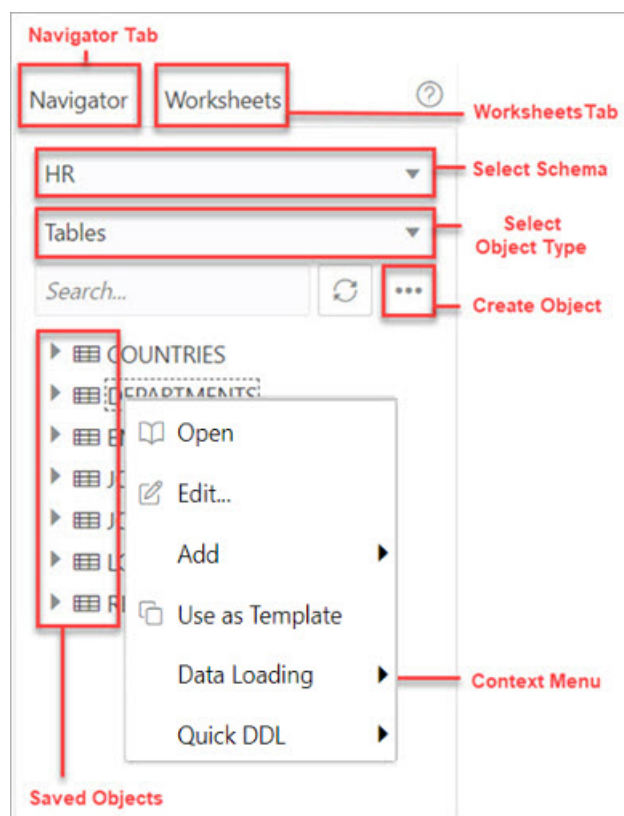 Navigator Tab
Navigator Worksheets
WorksheetsTab
HR
Select Schema
Tables
Select
Object Type
Search...
Create Object
COUNTRIES
DEPARTMENTS
Open
Edit...
Add
Use as Template
Data Loading
Context Menu
Quick DDL
Saved Objects